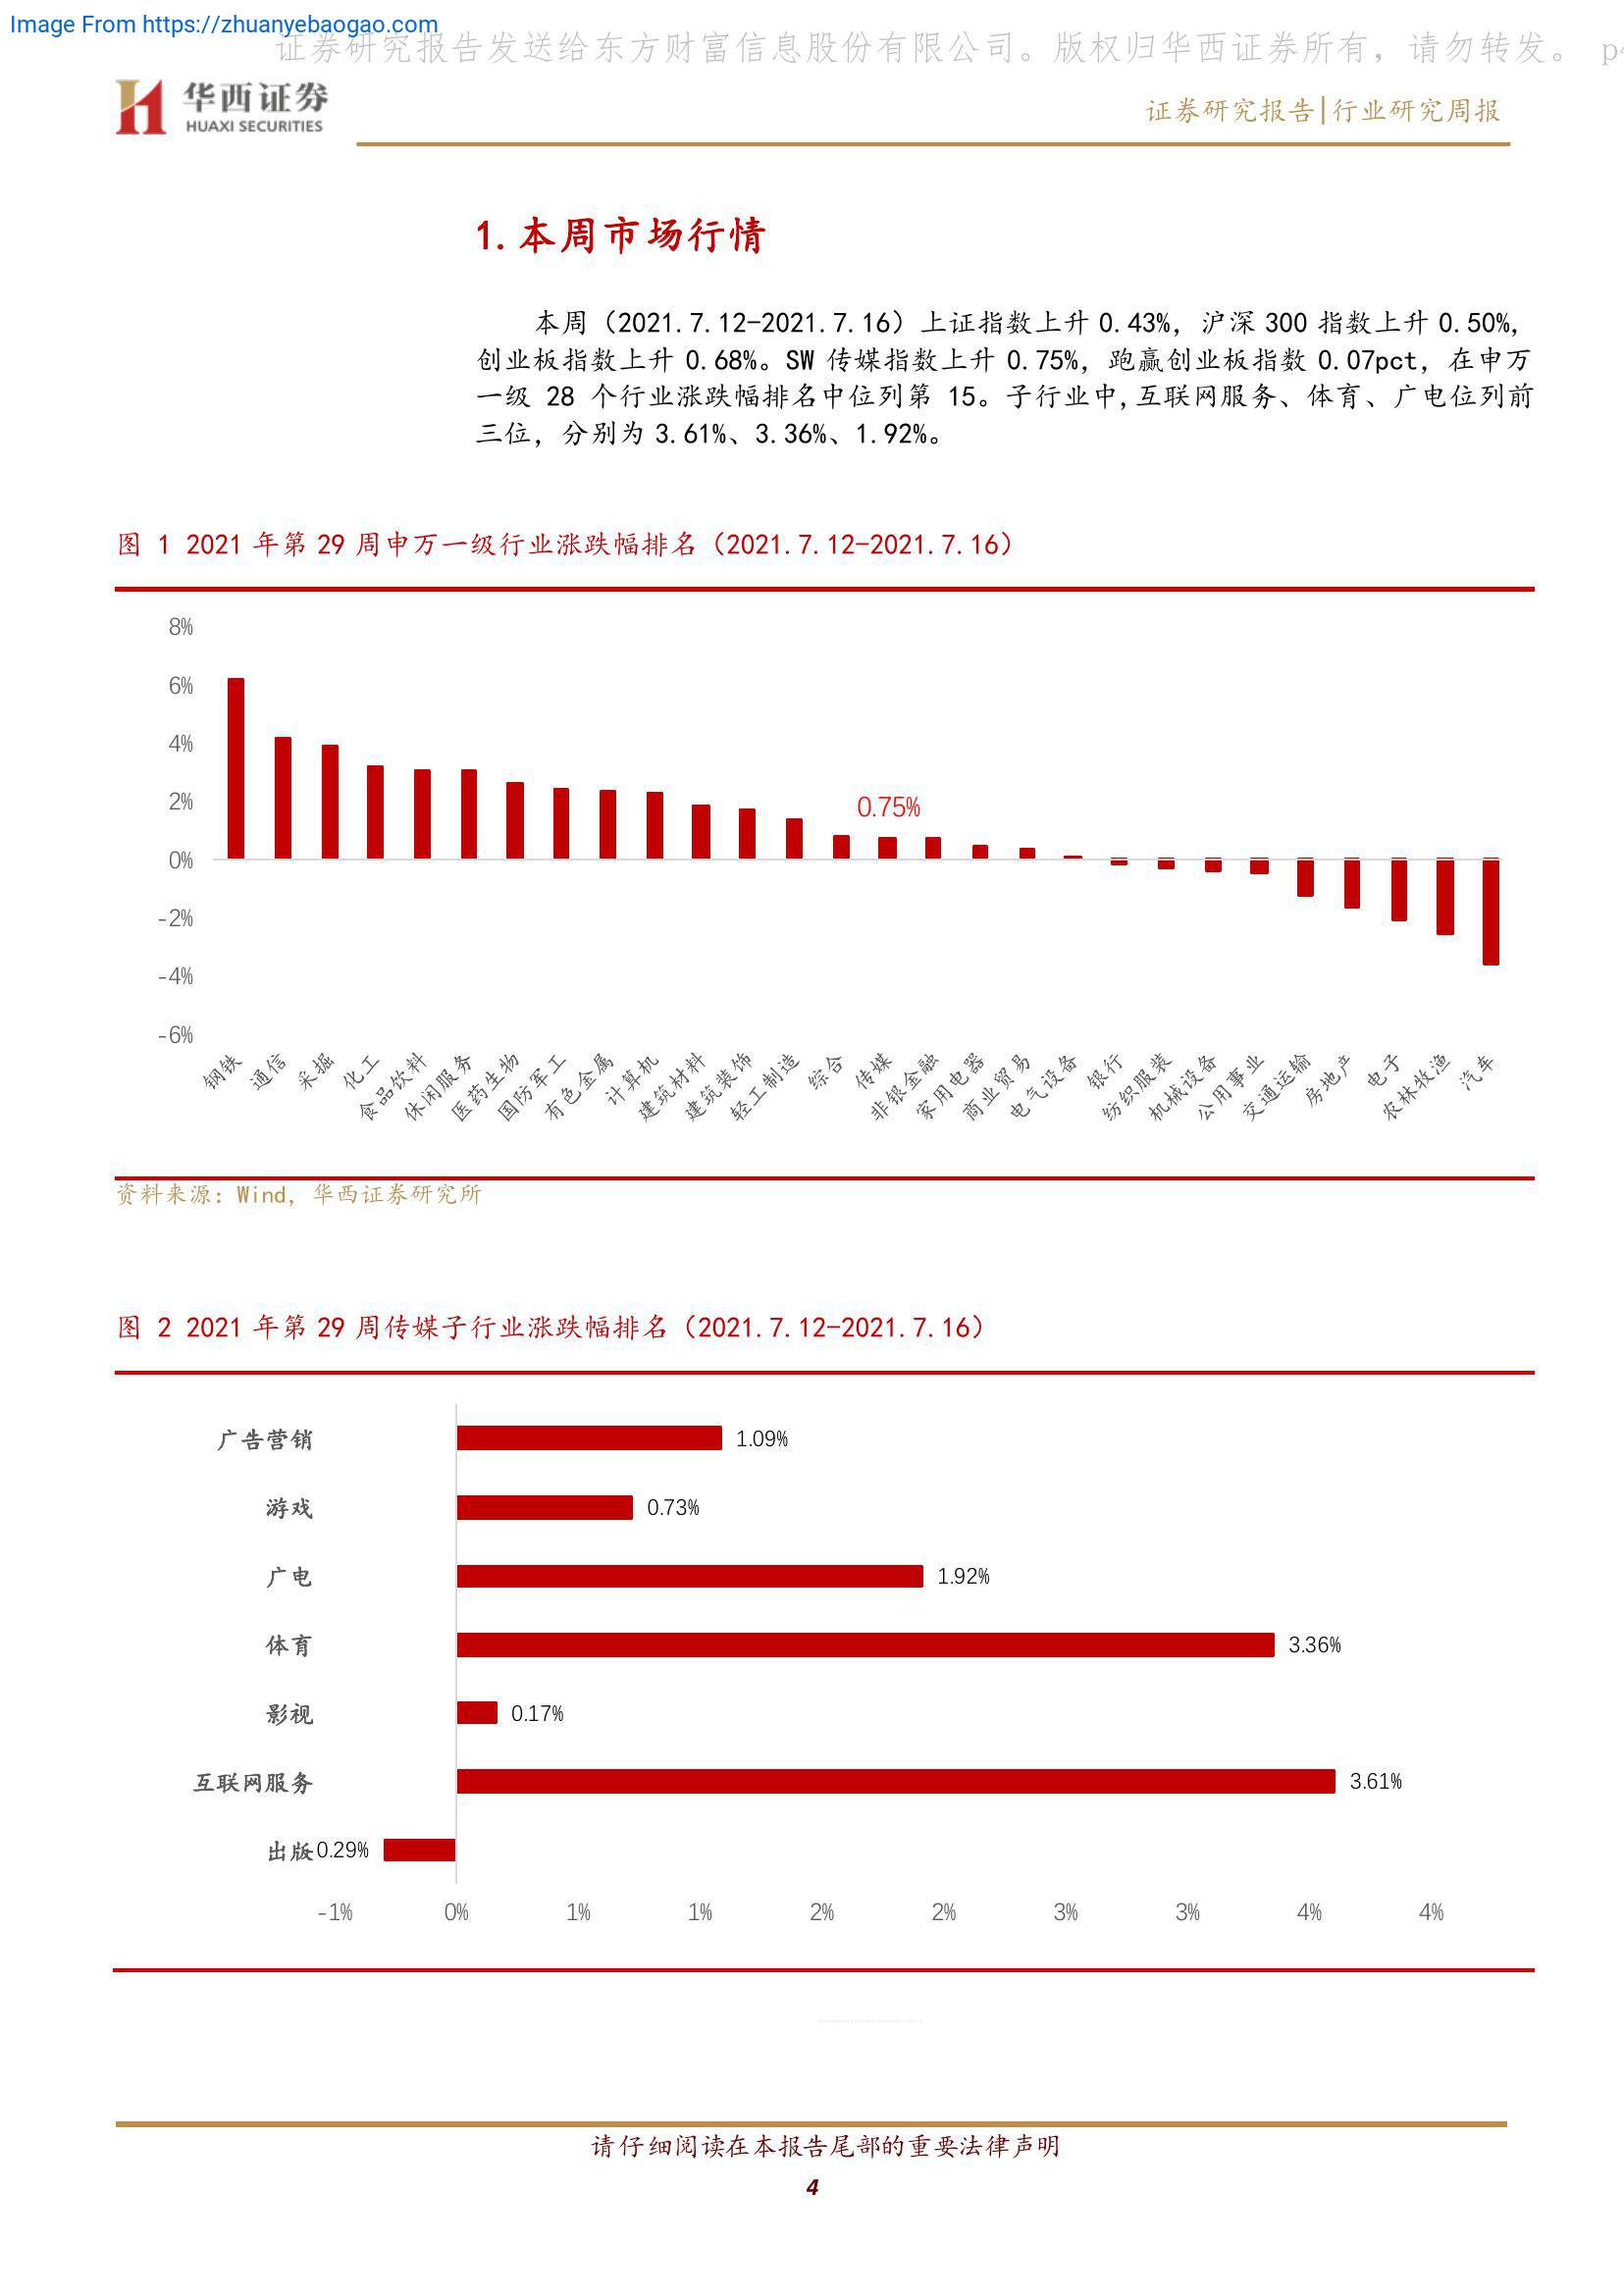 Image From https://zhuanyebaogao.com
证券研究报告发送给东方财富信息股份有限公司。版权归华西证券所有，请勿转发。 p4
华西证券
HUAXI SECURITIES
证券研究报告|行业研究周报
1. 本周市场行情
本周（2021.7.12-2021.7.16）上证指数上升 0.43%，沪深 300 指数上升 0.50%，
创业板指数上升 0.68%。SW 传媒指数上升 0.75%，跑赢创业板指数 0.07pct，在申万
一级 28 个行业涨跌幅排名中位列第 15。子行业中,互联网服务、体育、广电位列前
三位，分别为 3.61%、3.36%、1.92%。
图 1 2021 年第 29 周申万一级行业涨跌幅排名（2021.7.12-2021.7.16）
8%
6%
4%
2%
0%
-2%
-4%
-6%
0.75%
钢铁
通信
采掘
化工
食品饮料
休闲服务
医药生物
国防军工
有色金属
计算机
建筑材料
建筑装饰
轻工制造
综合
传媒
非银金融
家用电器
商业贸易
电气设备
银行
纺织服装
机械设备
公用事业
交通运输
房地产
电子
农林牧渔
汽车
资料来源：Wind，华西证券研究所
图 2 2021 年第 29 周传媒子行业涨跌幅排名（2021.7.12-2021.7.16）
广告营销 1.09%
游戏 0.73%
广电 1.92%
体育 3.36%
影视 0.17%
互联网服务 3.61%
出版 0.29%
-1% 0% 1% 1% 2% 2% 3% 3% 4% 4%
请仔细阅读在本报告尾部的重要法律声明
4